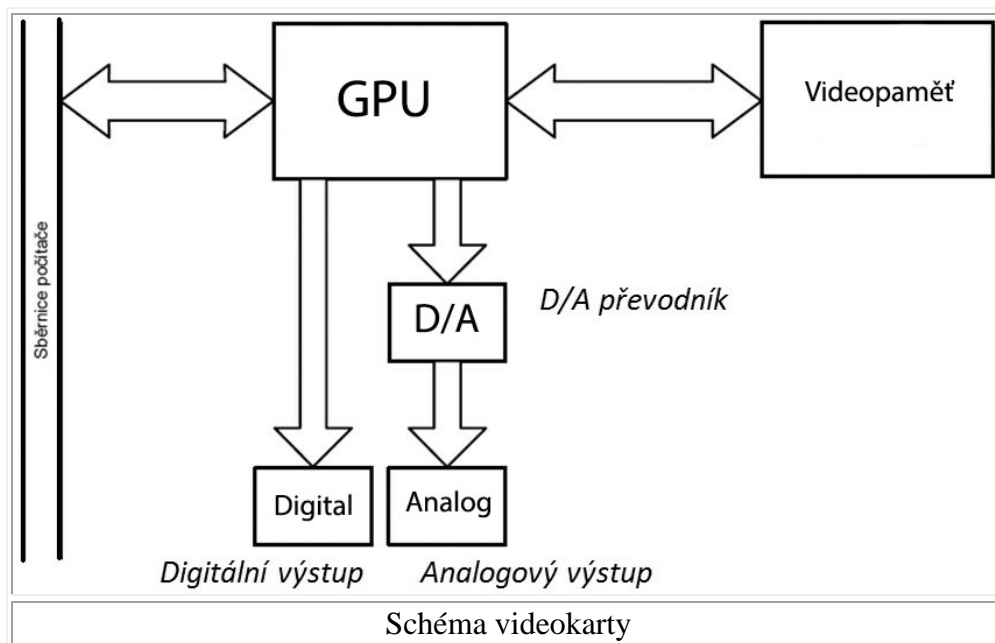 GPU
Videopaměť
Sběrnice počítače
D/A
D/A převodník
Digital
Analog
Digitální výstup
Analogový výstup
Schéma videokarty